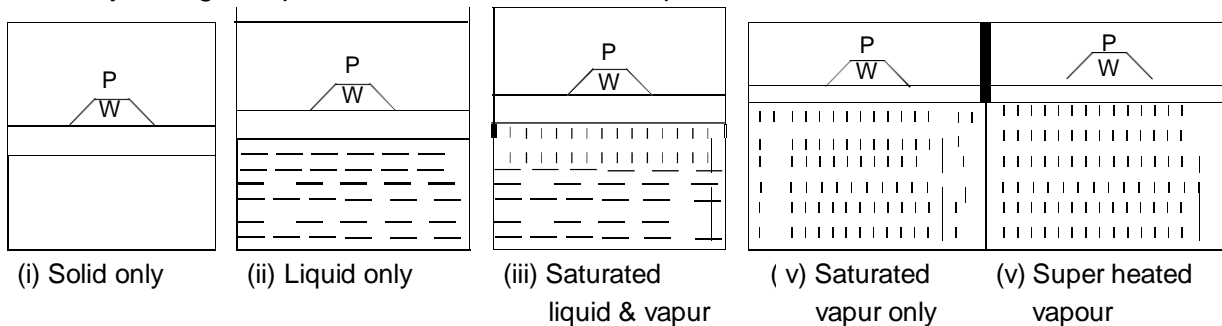 P P P P P
W W W W W
(i) Solid only (ii) Liquid only (iii) Saturated ( v) Saturated (v) Super heated
liquid & vapur vapur only vapour